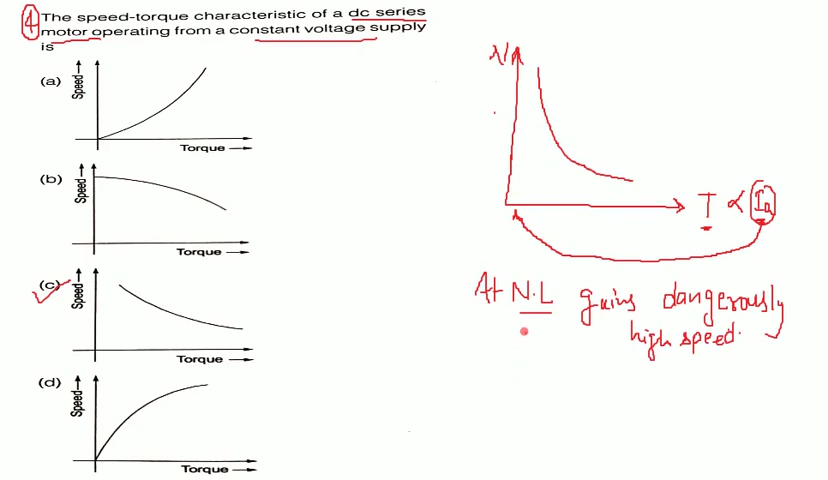 4 The speed-torque characteristic of a dc series
motor operating from a constant voltage supply
is
(a)
Speed
Torque
(b)
Speed
Torque
(c)
Speed
Torque
(d)
Speed
Torque
N
T ∝ Ia
At N.L gains dangerously
high speed.